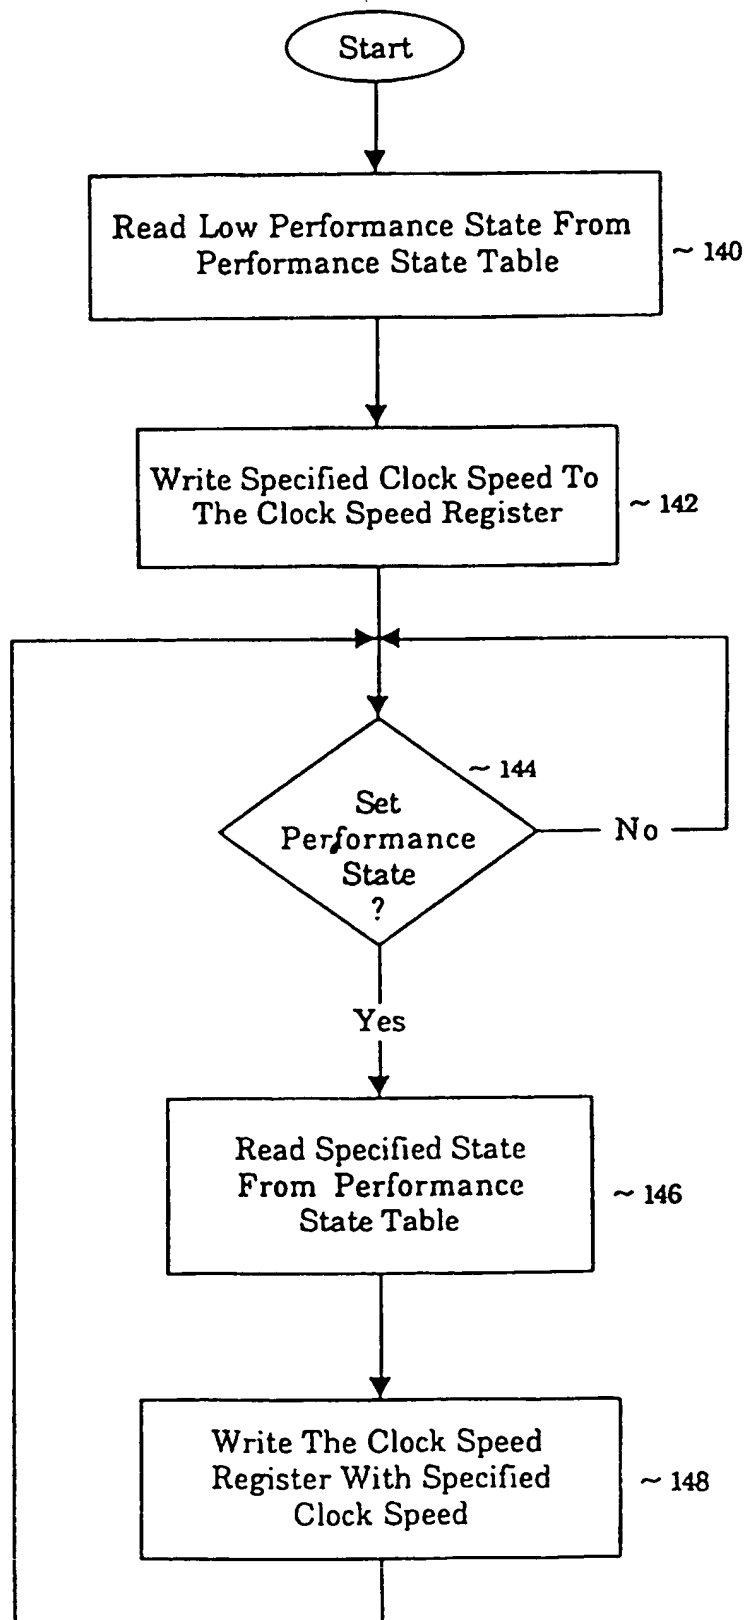 Start
Read Low Performance State From
Performance State Table
~ 140
Write Specified Clock Speed To
The Clock Speed Register
~ 142
~ 144
Set
Performance
State
?
No
Yes
Read Specified State
From Performance
State Table
~ 146
Write The Clock Speed
Register With Specified
Clock Speed
~ 148